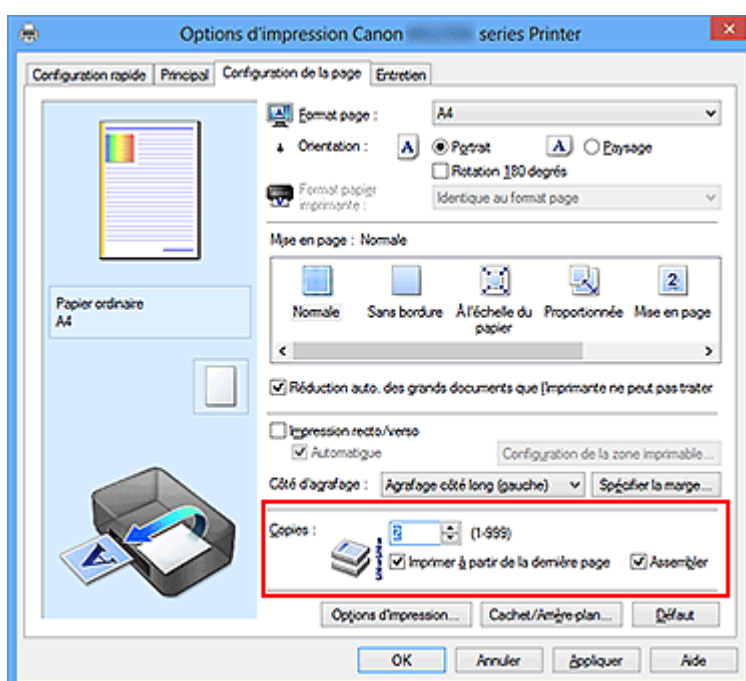 Options d'impression Canon series Printer
Configuration rapide Principal Configuration de la page Entretien
Format page : A4
Orientation : A Portrait A Paysage
Rotation 180 degrés
Format papier imprimante : Identique au format page
Mise en page : Normale
Normale Sans bordure À l'échelle du papier Proportionnée Mise en page
Papier ordinaire
A4
Réduction auto. des grands documents que l'imprimante ne peut pas traiter
Impression recto/verso
Automatique Configuration de la zone imprimable...
Côté d'agrafage : Agrafage côté long (gauche) Spécifier la marge...
Copies : 2 (1-999)
Imprimer à partir de la dernière page Assembler
Options d'impression... Cachet/Arrière-plan... Défaut
OK Annuler Appliquer Aide